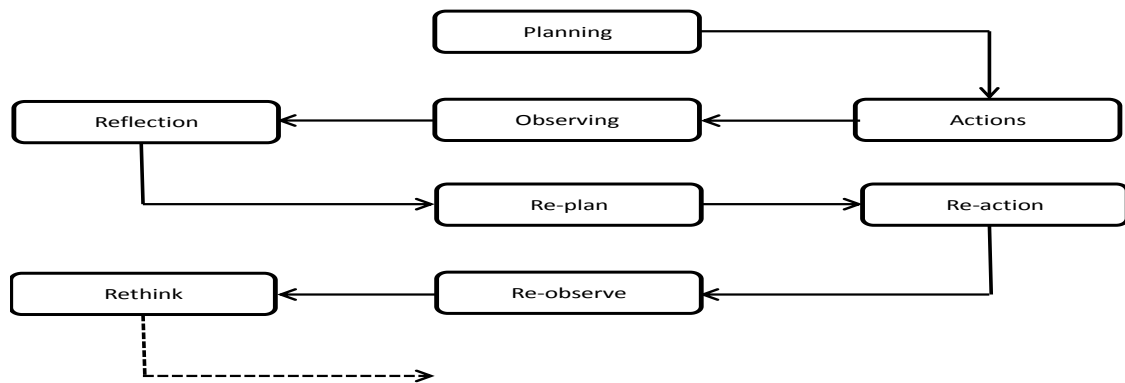 Planning
Reflection
Observing
Actions
Re-plan
Re-action
Rethink
Re-observe